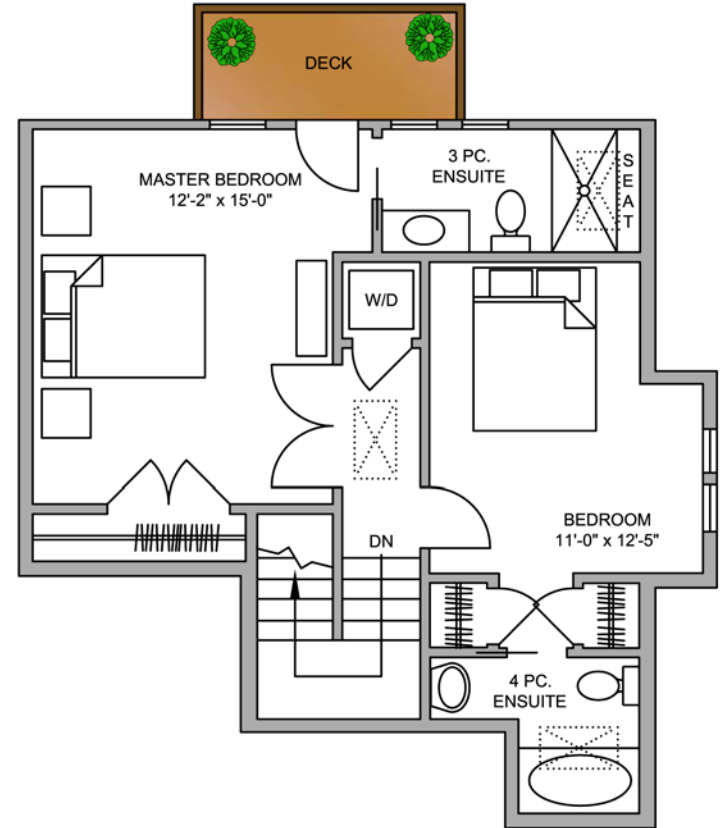 DECK
MASTER BEDROOM
12'-2" x 15'-0"
3 PC.
ENSUITE
SEAT
W/D
DN
BEDROOM
11'-0" x 12'-5"
4 PC.
ENSUITE